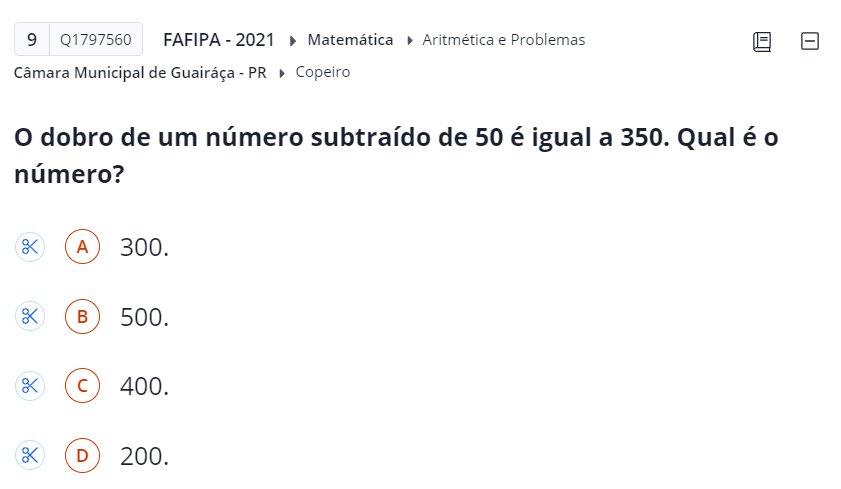 9 Q1797560 FAFIPA - 2021 Matemática Aritmética e Problemas
Câmara Municipal de Guairáça - PR Copeiro
O dobro de um número subtraído de 50 é igual a 350. Qual é o
número?
A 300.
B 500.
C 400.
D 200.